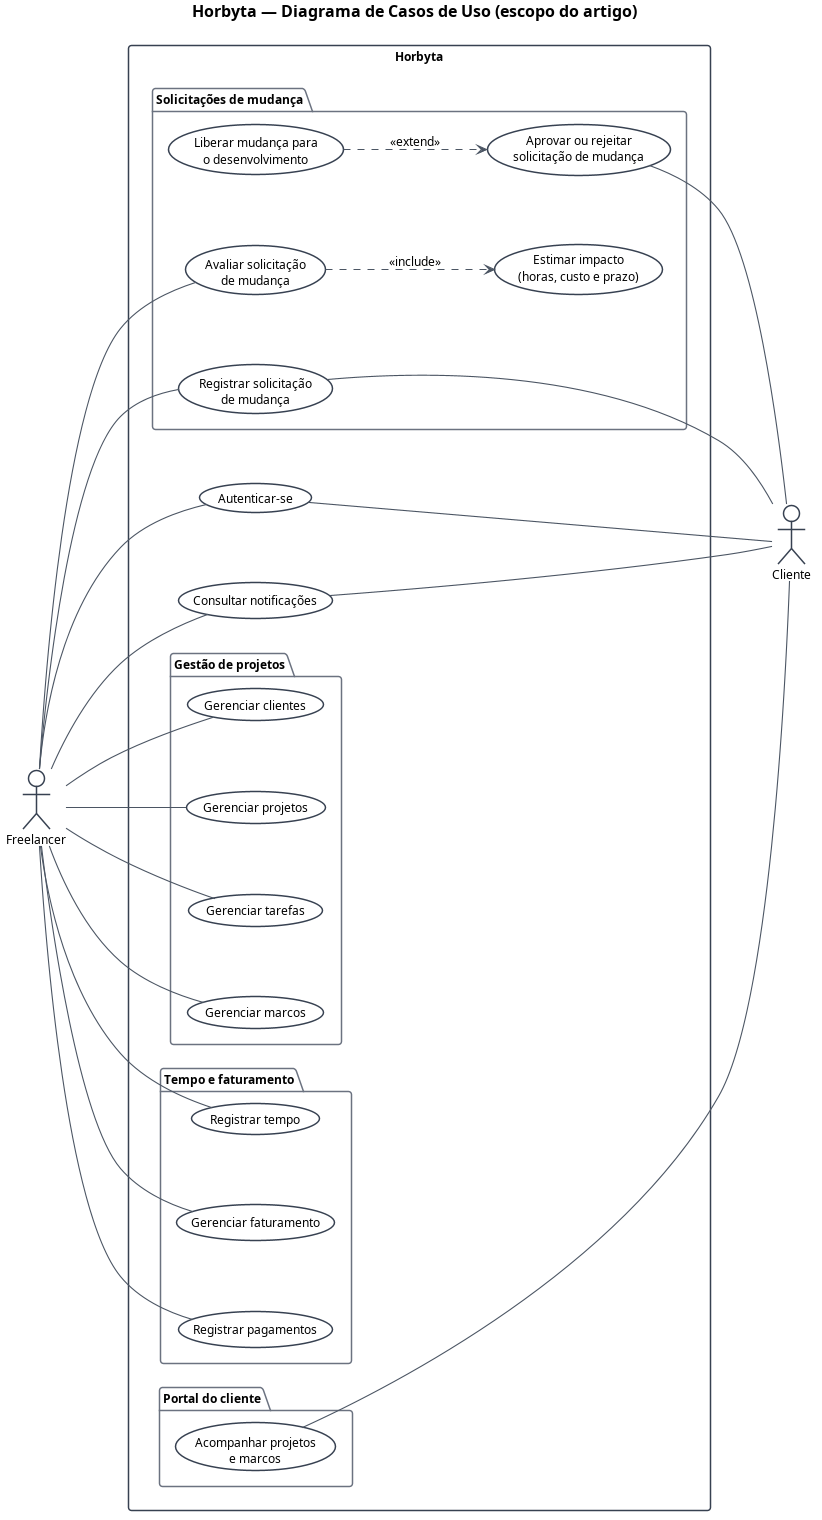 Horbyta — Diagrama de Casos de Uso (escopo do artigo)
Horbyta
Solicitações de mudança
Liberar mudança para
o desenvolvimento
«extend»
Aprovar ou rejeitar
solicitação de mudança
Avaliar solicitação
de mudança
«include»
Estimar impacto
(horas, custo e prazo)
Registrar solicitação
de mudança
Autenticar-se
Cliente
Consultar notificações
Gestão de projetos
Gerenciar clientes
Gerenciar projetos
Freelancer
Gerenciar tarefas
Gerenciar marcos
Tempo e faturamento
Registrar tempo
Gerenciar faturamento
Registrar pagamentos
Portal do cliente
Acompanhar projetos
e marcos